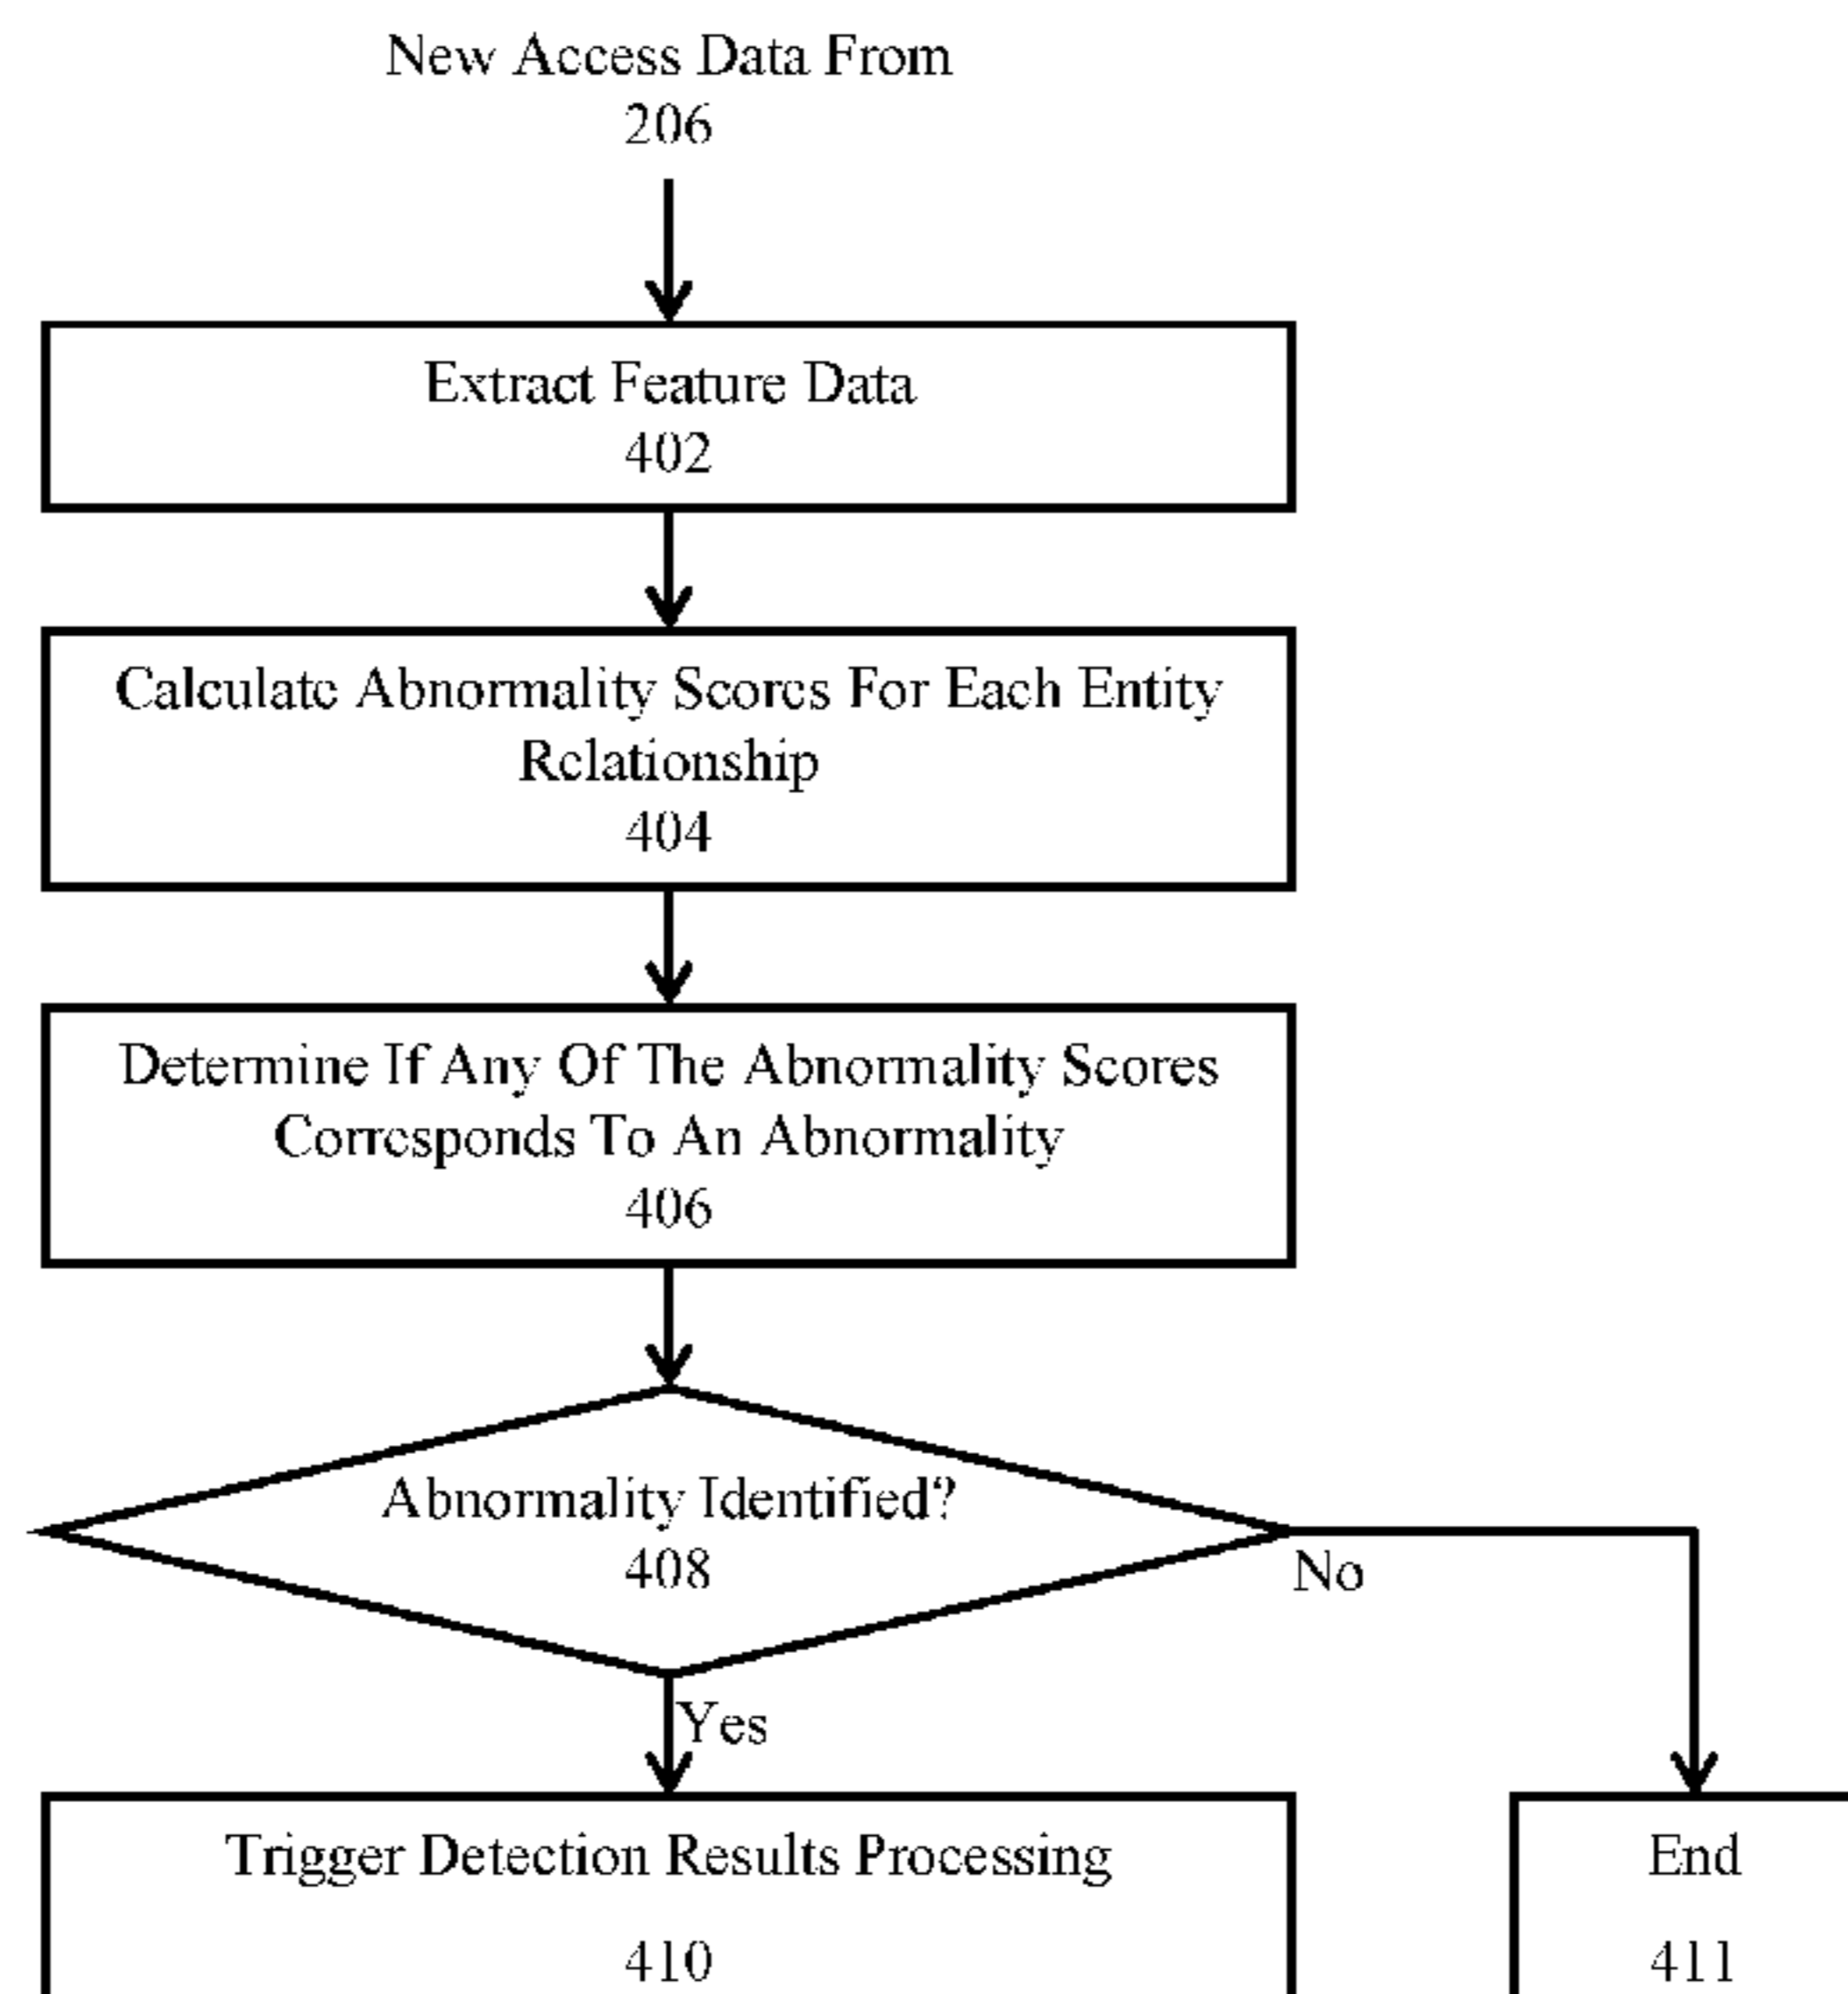 New Access Data From
206
Extract Feature Data
402
Calculate Abnormality Scores For Each Entity
Relationship
404
Determine If Any Of The Abnormality Scores
Corresponds To An Abnormality
406
Abnormality Identified?
408
No
Yes
Trigger Detection Results Processing
410
End
411